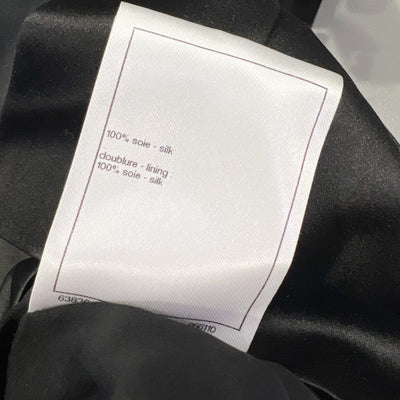 100% soie - silk
doublure - lining :
100% soie - silk